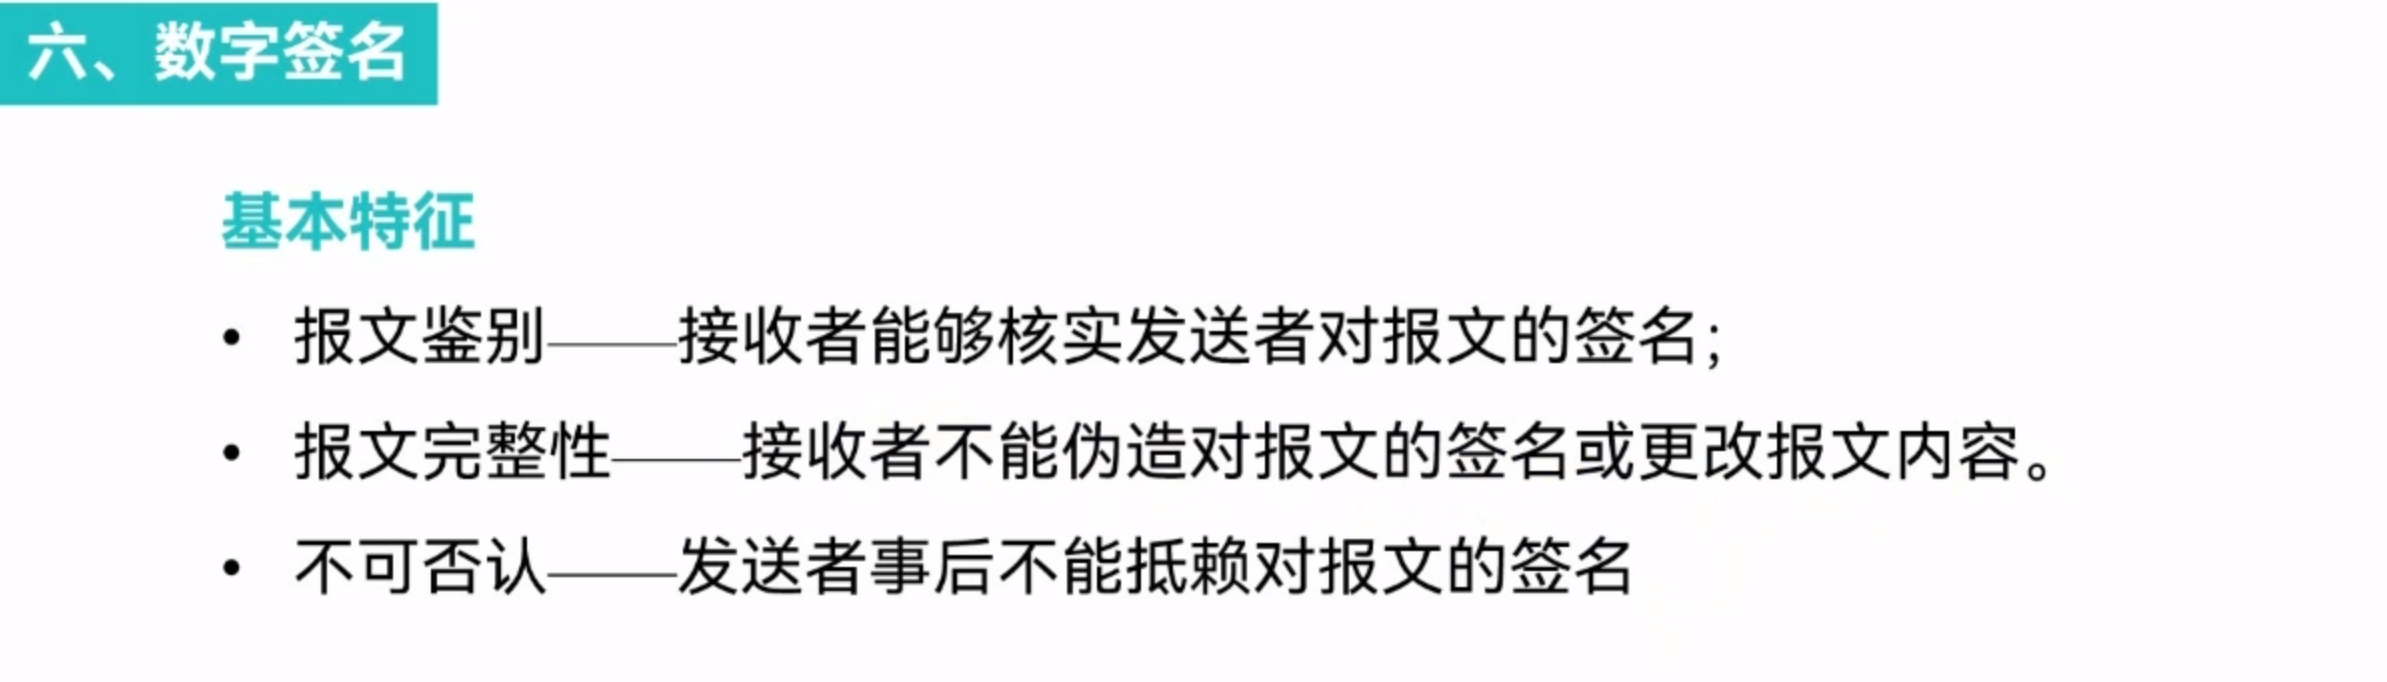 六、数字签名
基本特征
• 报文鉴别——接收者能够核实发送者对报文的签名;
• 报文完整性——接收者不能伪造对报文的签名或更改报文内容。
• 不可否认——发送者事后不能抵赖对报文的签名